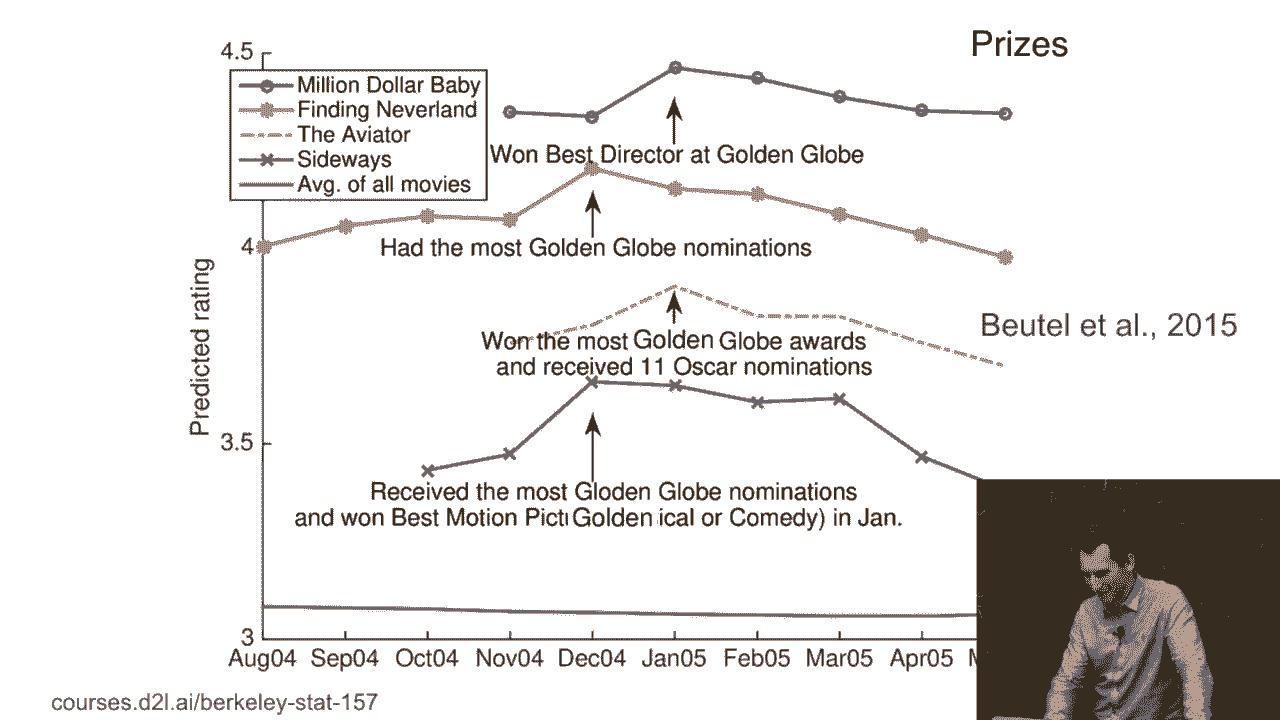 Prizes
4.5
Million Dollar Baby
Finding Neverland
The Aviator
Sideways
Avg. of all movies
Won Best Director at Golden Globe
4
Had the most Golden Globe nominations
Predicted rating
Beutel et al., 2015
Won the most Golden Globe awards
and received 11 Oscar nominations
3.5
Received the most Gloden Globe nominations
and won Best Motion Pict Golden ical or Comedy) in Jan.
3
Aug04 Sep04 Oct04 Nov04 Dec04 Jan05 Feb05 Mar05 Apr05 M
courses.d2l.ai/berkeley-stat-157